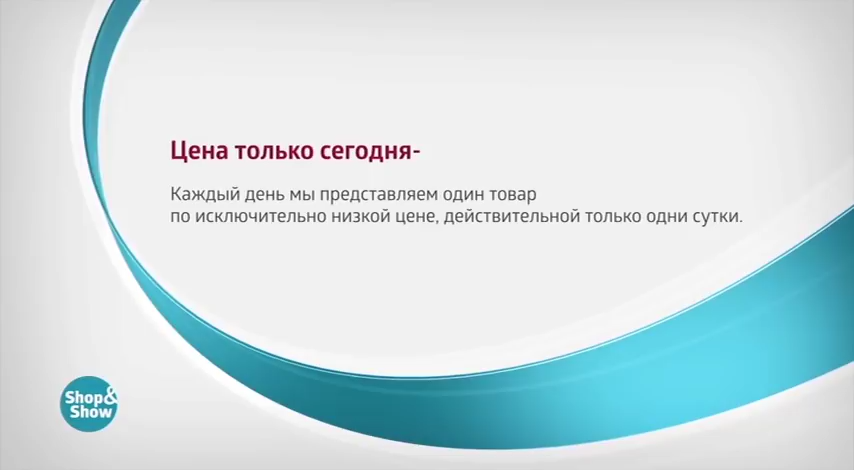 Цена только сегодня-
Каждый день мы представляем один товар
по исключительно низкой цене, действительной только одни сутки.
Shop&
Show